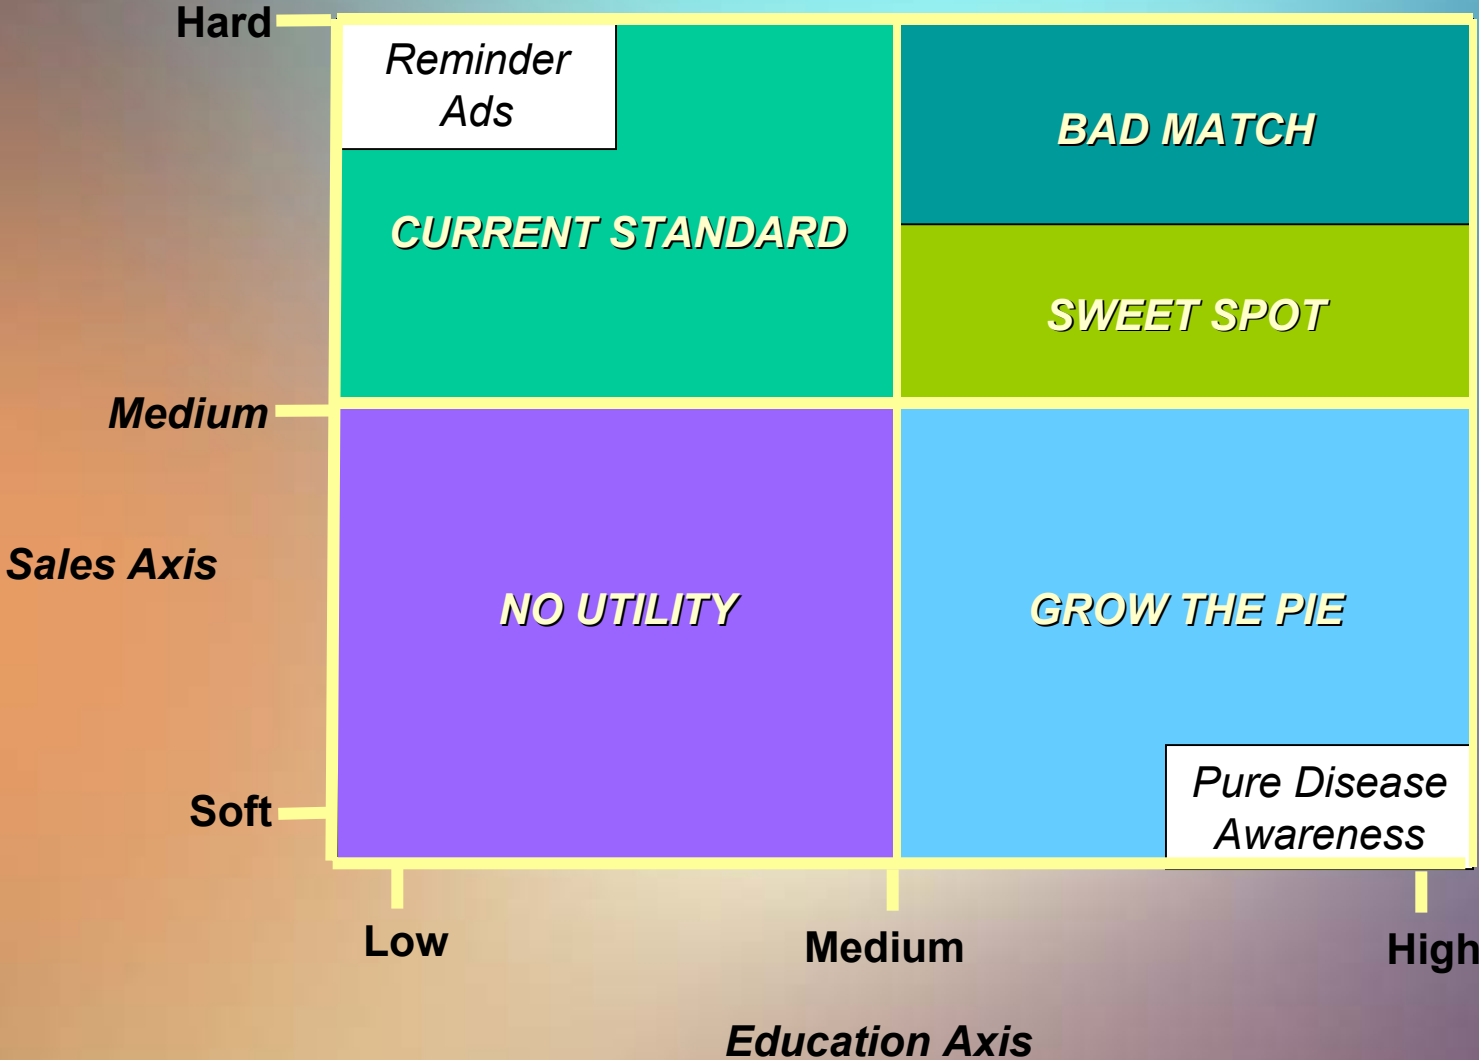 Hard
Reminder
Ads
BAD MATCH
CURRENT STANDARD
SWEET SPOT
Medium
Sales Axis
NO UTILITY
GROW THE PIE
Soft
Pure Disease
Awareness
Low
Medium
High
Education Axis